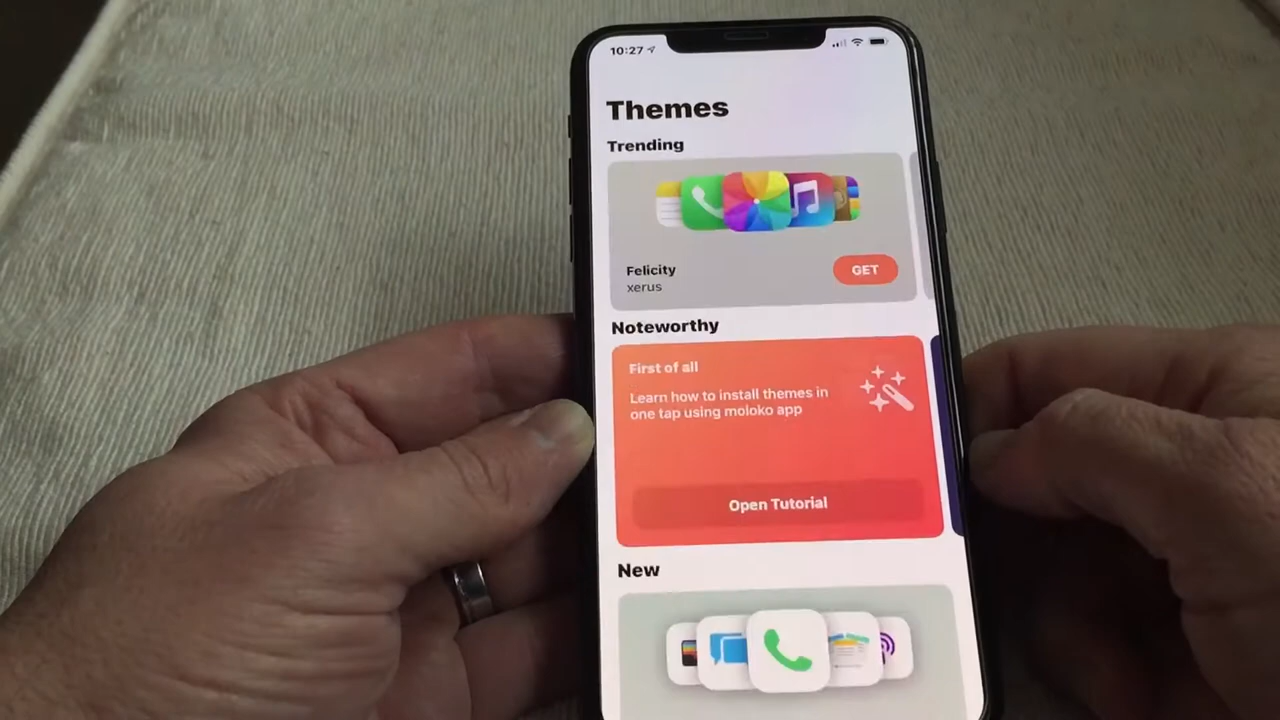 10:27
Themes
Trending
Felicity
xerus
GET
Noteworthy
First of all
Learn how to install themes in
one tap using moloko app
Open Tutorial
New